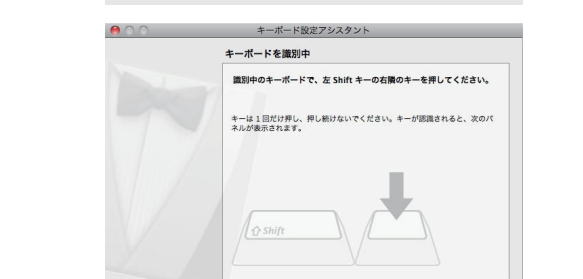 キーボード設定アシスタント
キーボードを識別中
識別中のキーボードで、左 Shift キーの右隣のキーを押してください。
キーは 1 回だけ押し、押し続けないでください。キーが認識されると、次のパ
ネルが表示されます。
⇧ Shift